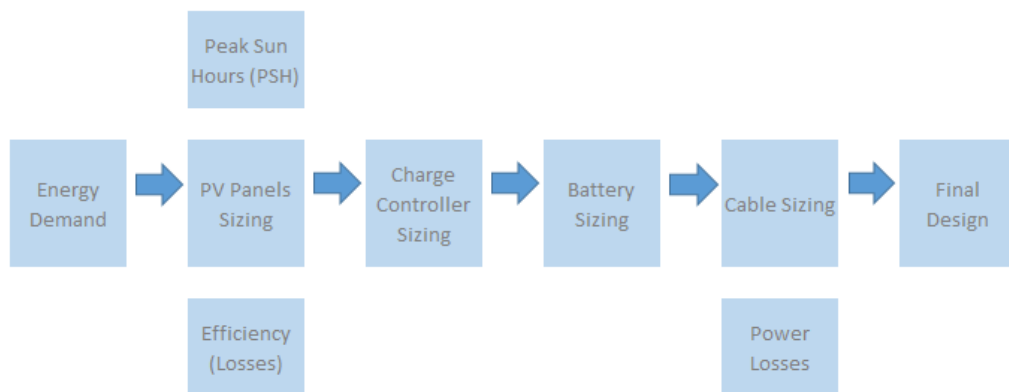 Peak Sun
Hours (PSH)
Energy
Demand
PV Panels
Sizing
Charge
Controller
Sizing
Battery
Sizing
Cable Sizing
Final
Design
Efficiency
(Losses)
Power
Losses